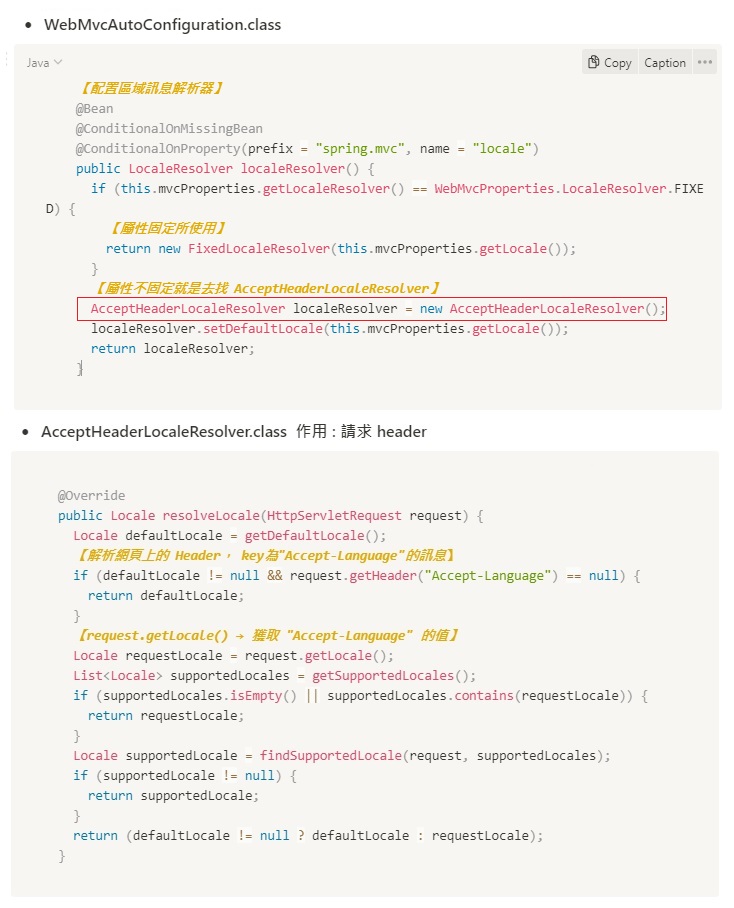 WebMvcAutoConfiguration.class
Java
Copy
Caption
【配置區域訊息解析器】
@Bean
@ConditionalOnMissingBean
@ConditionalOnProperty(prefix = "spring.mvc", name = "locale")
public LocaleResolver localeResolver() {
if (this.mvcProperties.getLocaleResolver() == WebMvcProperties.LocaleResolver.FIXE
D) {
【屬性固定所使用】
return new FixedLocaleResolver(this.mvcProperties.getLocale());
}
【屬性不固定就是去找 AcceptHeaderLocaleResolver】
AcceptHeaderLocaleResolver localeResolver = new AcceptHeaderLocaleResolver();
localeResolver.setDefaultLocale(this.mvcProperties.getLocale());
return localeResolver;
}
AcceptHeaderLocaleResolver.class 作用 : 請求 header
@Override
public Locale resolveLocale(HttpServletRequest request) {
Locale defaultLocale = getDefaultLocale();
【解析網頁上的 Header， key為"Accept-Language"的訊息】
if (defaultLocale != null && request.getHeader("Accept-Language") == null) {
return defaultLocale;
}
【request.getLocale() → 獲取 "Accept-Language" 的值】
Locale requestLocale = request.getLocale();
List<Locale> supportedLocales = getSupportedLocales();
if (supportedLocales.isEmpty() || supportedLocales.contains(requestLocale)) {
return requestLocale;
}
Locale supportedLocale = findSupportedLocale(request, supportedLocales);
if (supportedLocale != null) {
return supportedLocale;
}
return (defaultLocale != null ? defaultLocale : requestLocale);
}